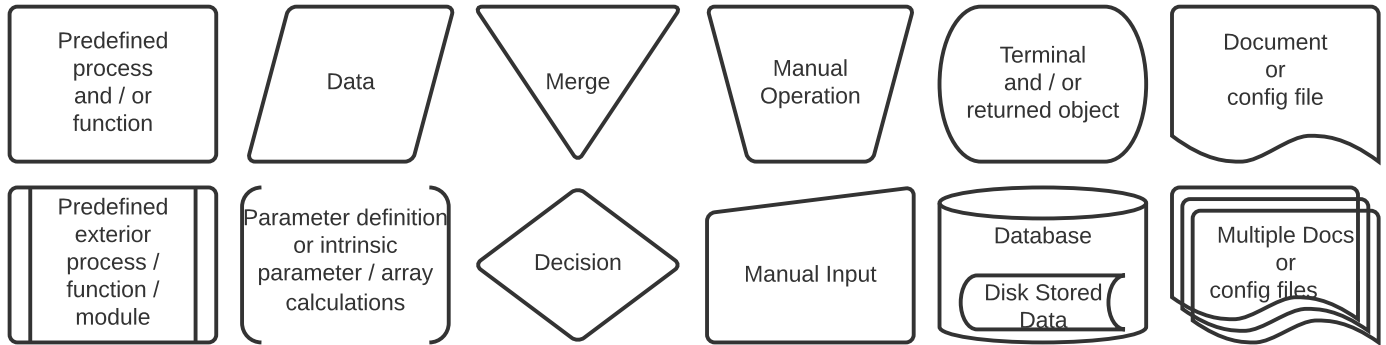 Predefined
process
and / or
function
Data
Merge
Manual
Operation
Terminal
and / or
returned object
Document
or
config file
Predefined
exterior
process /
function /
module
Parameter definition
or intrinsic
parameter / array
calculations
Decision
Manual Input
Database
Disk Stored
Data
Multiple Docs
or
config files